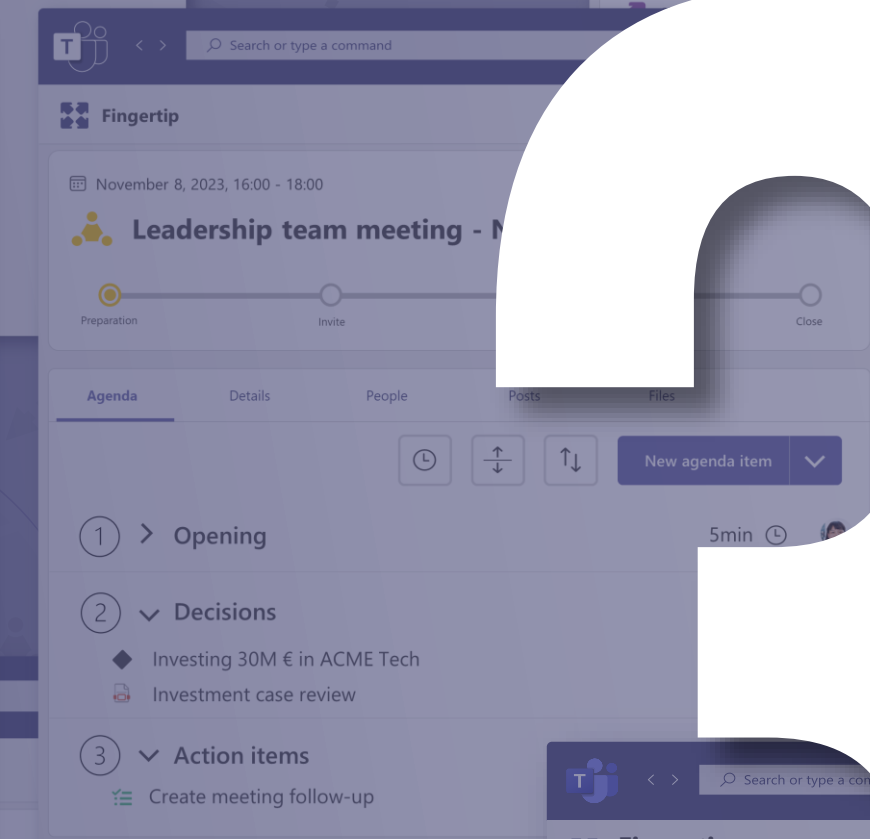 T
Search or type a command
Fingertip
November 8, 2023, 16:00 - 18:00
Leadership team meeting -
Preparation
Invite
Close
Agenda
Details
People
Posts
Files
New agenda item
1
Opening
5min
2
Decisions
Investing 30M € in ACME Tech
Investment case review
3
Action items
Create meeting follow-up
T
Search or type a
3